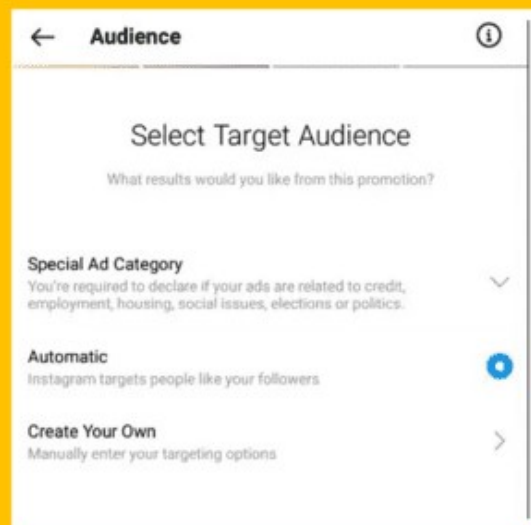 Audience
Select Target Audience
What results would you like from this promotion?
Special Ad Category
You're required to declare if your ads are related to credit,
employment, housing, social issues, elections or politics.
Automatic
Instagram targets people like your followers
Create Your Own
Manually enter your targeting options